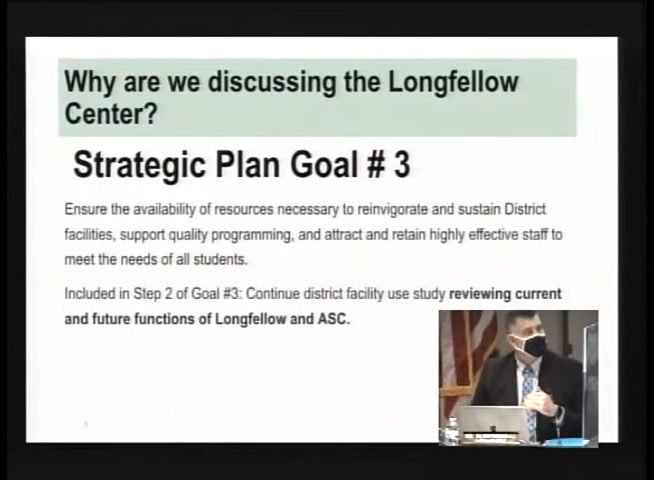 Why are we discussing the Longfellow
Center?
Strategic Plan Goal # 3
Ensure the availability of resources necessary to reinvigorate and sustain District
facilities, support quality programming, and attract and retain highly effective staff to
meet the needs of all students.
Included in Step 2 of Goal #3: Continue district facility use study reviewing current
and future functions of Longfellow and ASC.